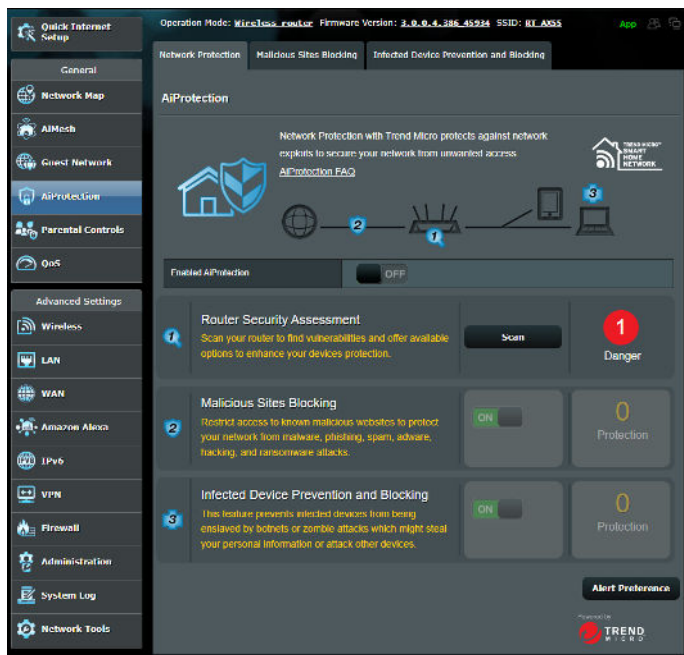 Quick Internet
Setup
Operation Mode: Wireless router Firmware Version: 3.0.0.4.386_45934 SSID: RT_AX55
App
General
Network Map
AiMesh
Guest Network
AiProtection
Parental Controls
QoS
Advanced Settings
Wireless
LAN
WAN
Amazon Alexa
IPv6
VPN
Firewall
Administration
System Log
Network Tools
Network Protection
Malicious Sites Blocking
Infected Device Prevention and Blocking
AiProtection
Network Protection with Trend Micro protects against network
exploits to secure your network from unwanted access.
AiProtection FAQ
TREND MICRO
SMART
HOME
NETWORK
2
1
3
Enabled AiProtection
OFF
1
Router Security Assessment
Scan your router to find vulnerabilities and offer available
options to enhance your devices protection.
Scan
1
Danger
2
Malicious Sites Blocking
Restrict access to known malicious websites to protect
your network from malware, phishing, spam, adware,
hacking, and ransomware attacks.
ON
0
Protection
3
Infected Device Prevention and Blocking
This feature prevents infected devices from being
enslaved by botnets or zombie attacks which might steal
your personal information or attack other devices.
ON
0
Protection
Alert Preference
Powered by
TREND
MICRO